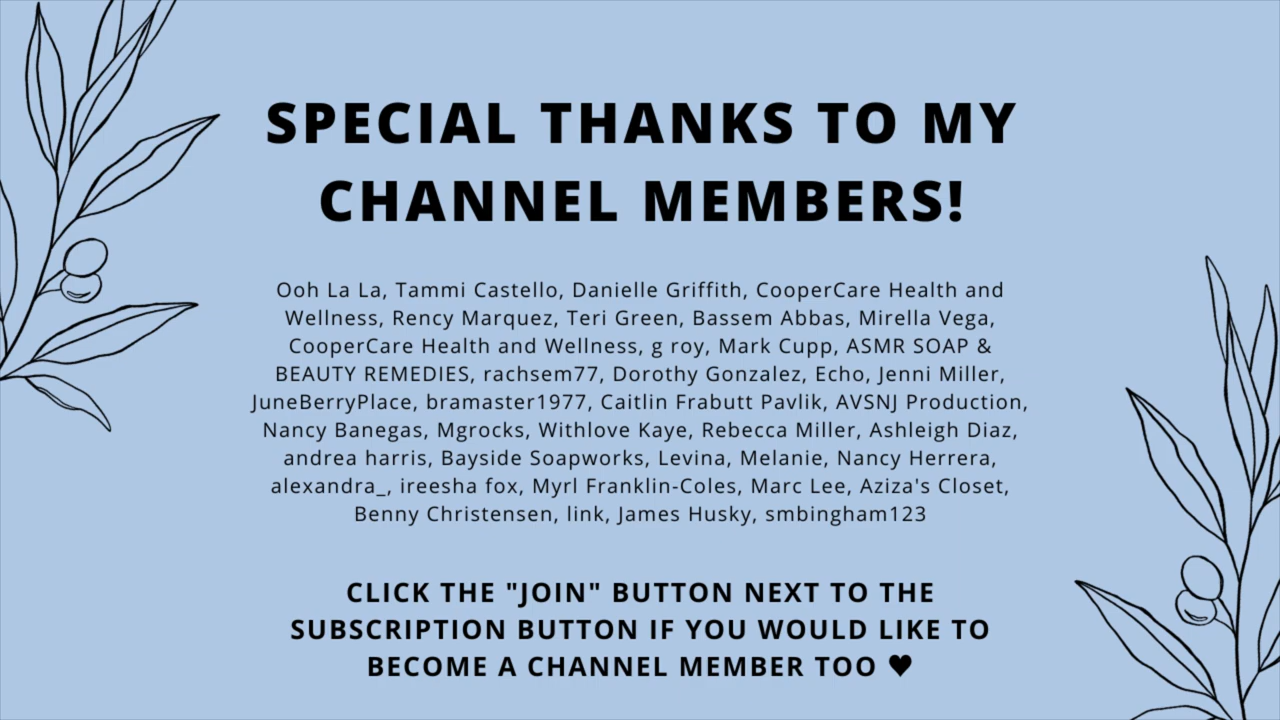 SPECIAL THANKS TO MY
CHANNEL MEMBERS!
Ooh La La, Tammi Castello, Danielle Griffith, CooperCare Health and
Wellness, Rency Marquez, Teri Green, Bassem Abbas, Mirella Vega,
CooperCare Health and Wellness, g roy, Mark Cupp, ASMR SOAP &
BEAUTY REMEDIES, rachsem77, Dorothy Gonzalez, Echo, Jenni Miller,
JuneBerryPlace, bramaster1977, Caitlin Frabutt Pavlik, AVSNJ Production,
Nancy Banegas, Mgrocks, Withlove Kaye, Rebecca Miller, Ashleigh Diaz,
andrea harris, Bayside Soapworks, Levina, Melanie, Nancy Herrera,
alexandra_, ireesha fox, Myrl Franklin-Coles, Marc Lee, Aziza's Closet,
Benny Christensen, link, James Husky, smbingham123
CLICK THE "JOIN" BUTTON NEXT TO THE
SUBSCRIPTION BUTTON IF YOU WOULD LIKE TO
BECOME A CHANNEL MEMBER TOO ♥